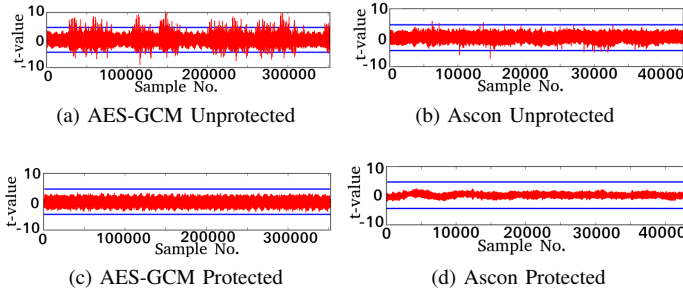 10
0
-10
t-value
0
100000
200000
300000
Sample No.
(a) AES-GCM Unprotected
10
0
-10
t-value
0
10000
20000
30000
40000
Sample No.
(b) Ascon Unprotected
10
0
-10
t-value
0
100000
200000
300000
Sample No.
(c) AES-GCM Protected
10
0
-10
t-value
0
10000
20000
30000
40000
Sample No.
(d) Ascon Protected